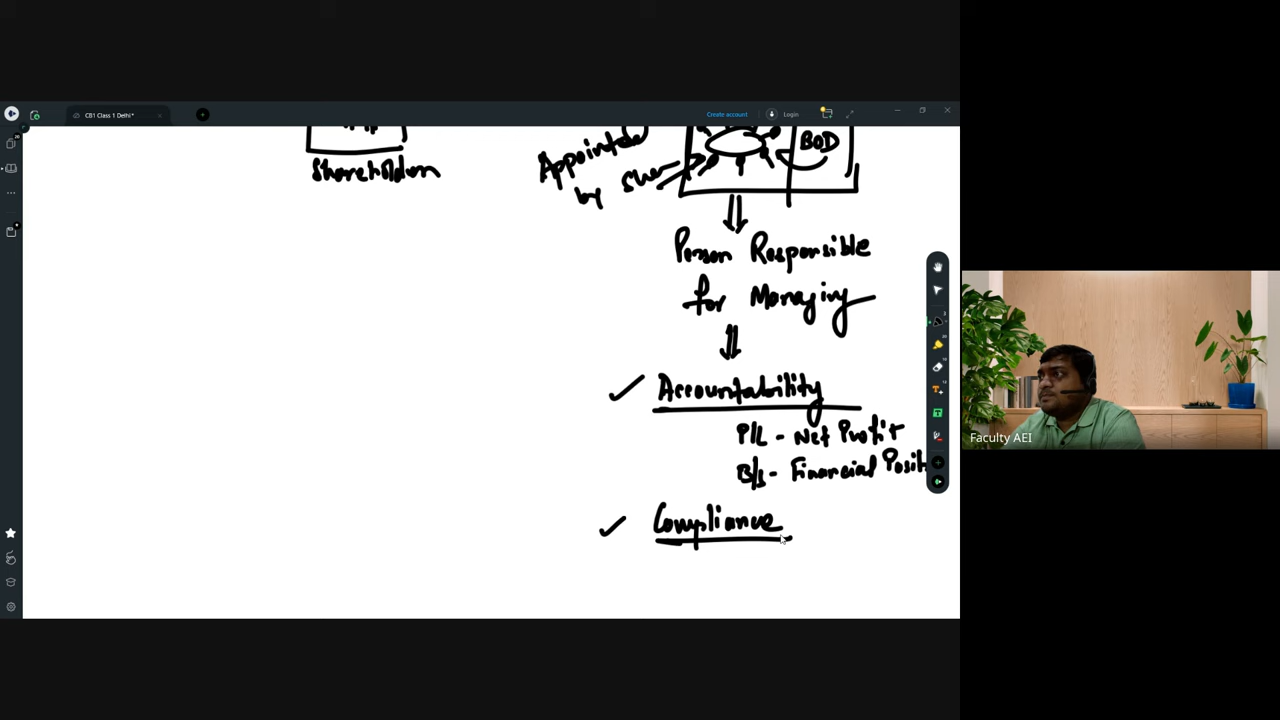 CB1 Class 1 Delhi*
Create account
Login
Shareholders
Appointed
by Share
BOD
Person Responsible
for Managing
Accountability
P/L - Net Profit
B/S - Financial Posit
Compliance
Faculty AEI